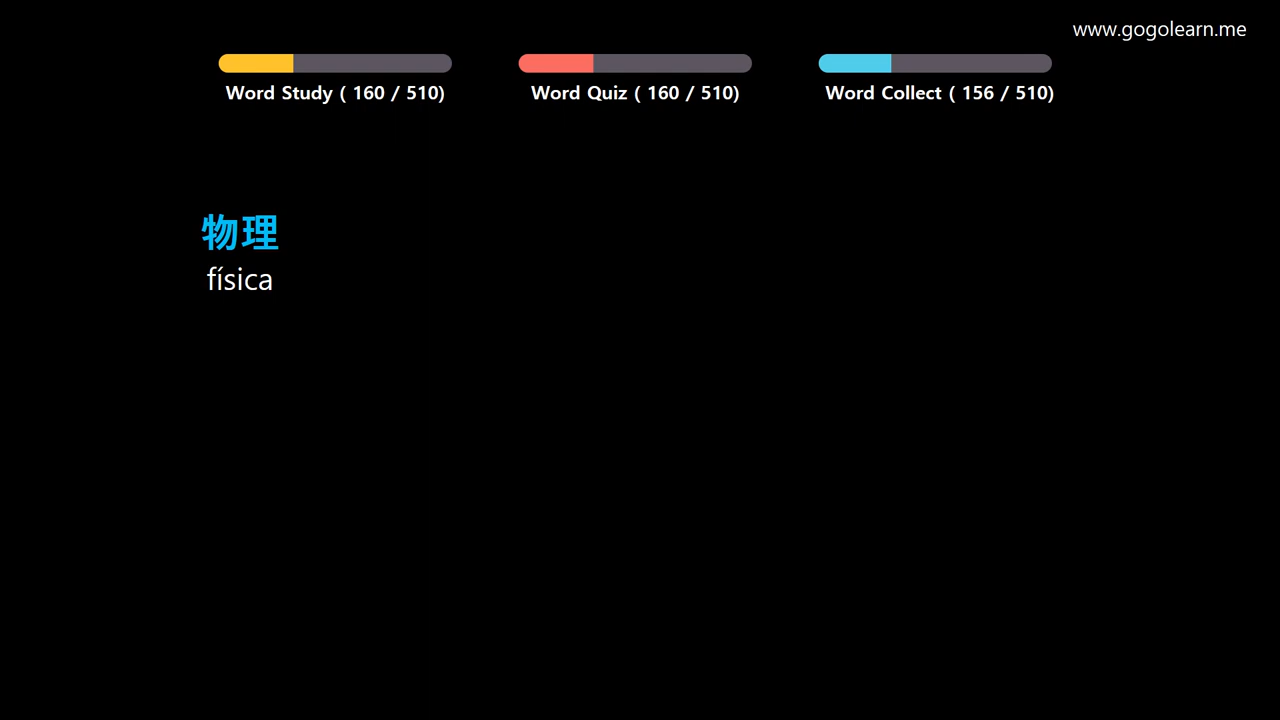 www.gogolearn.me
Word Study ( 160 / 510)
Word Quiz ( 160 / 510)
Word Collect ( 156 / 510)
物理
física